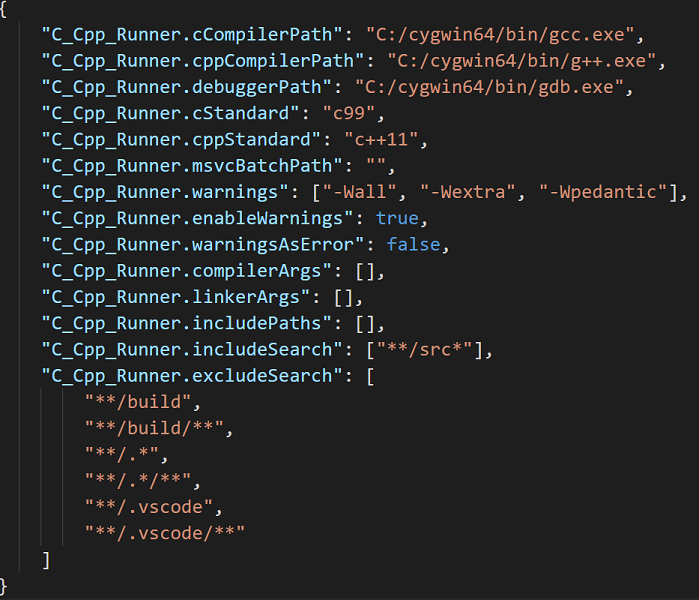 {
"C_Cpp_Runner.cCompilerPath": "C:/cygwin64/bin/gcc.exe",
"C_Cpp_Runner.cppCompilerPath": "C:/cygwin64/bin/g++.exe",
"C_Cpp_Runner.debuggerPath": "C:/cygwin64/bin/gdb.exe",
"C_Cpp_Runner.cStandard": "c99",
"C_Cpp_Runner.cppStandard": "c++11",
"C_Cpp_Runner.msvcBatchPath": "",
"C_Cpp_Runner.warnings": ["-Wall", "-Wextra", "-Wpedantic"],
"C_Cpp_Runner.enableWarnings": true,
"C_Cpp_Runner.warningsAsError": false,
"C_Cpp_Runner.compilerArgs": [],
"C_Cpp_Runner.linkerArgs": [],
"C_Cpp_Runner.includePaths": [],
"C_Cpp_Runner.includeSearch": ["**/src*"],
"C_Cpp_Runner.excludeSearch": [
"**/build",
"**/build/**",
"**/.*",
"**/.*/**",
"**/.vscode",
"**/.vscode/**"
]
}